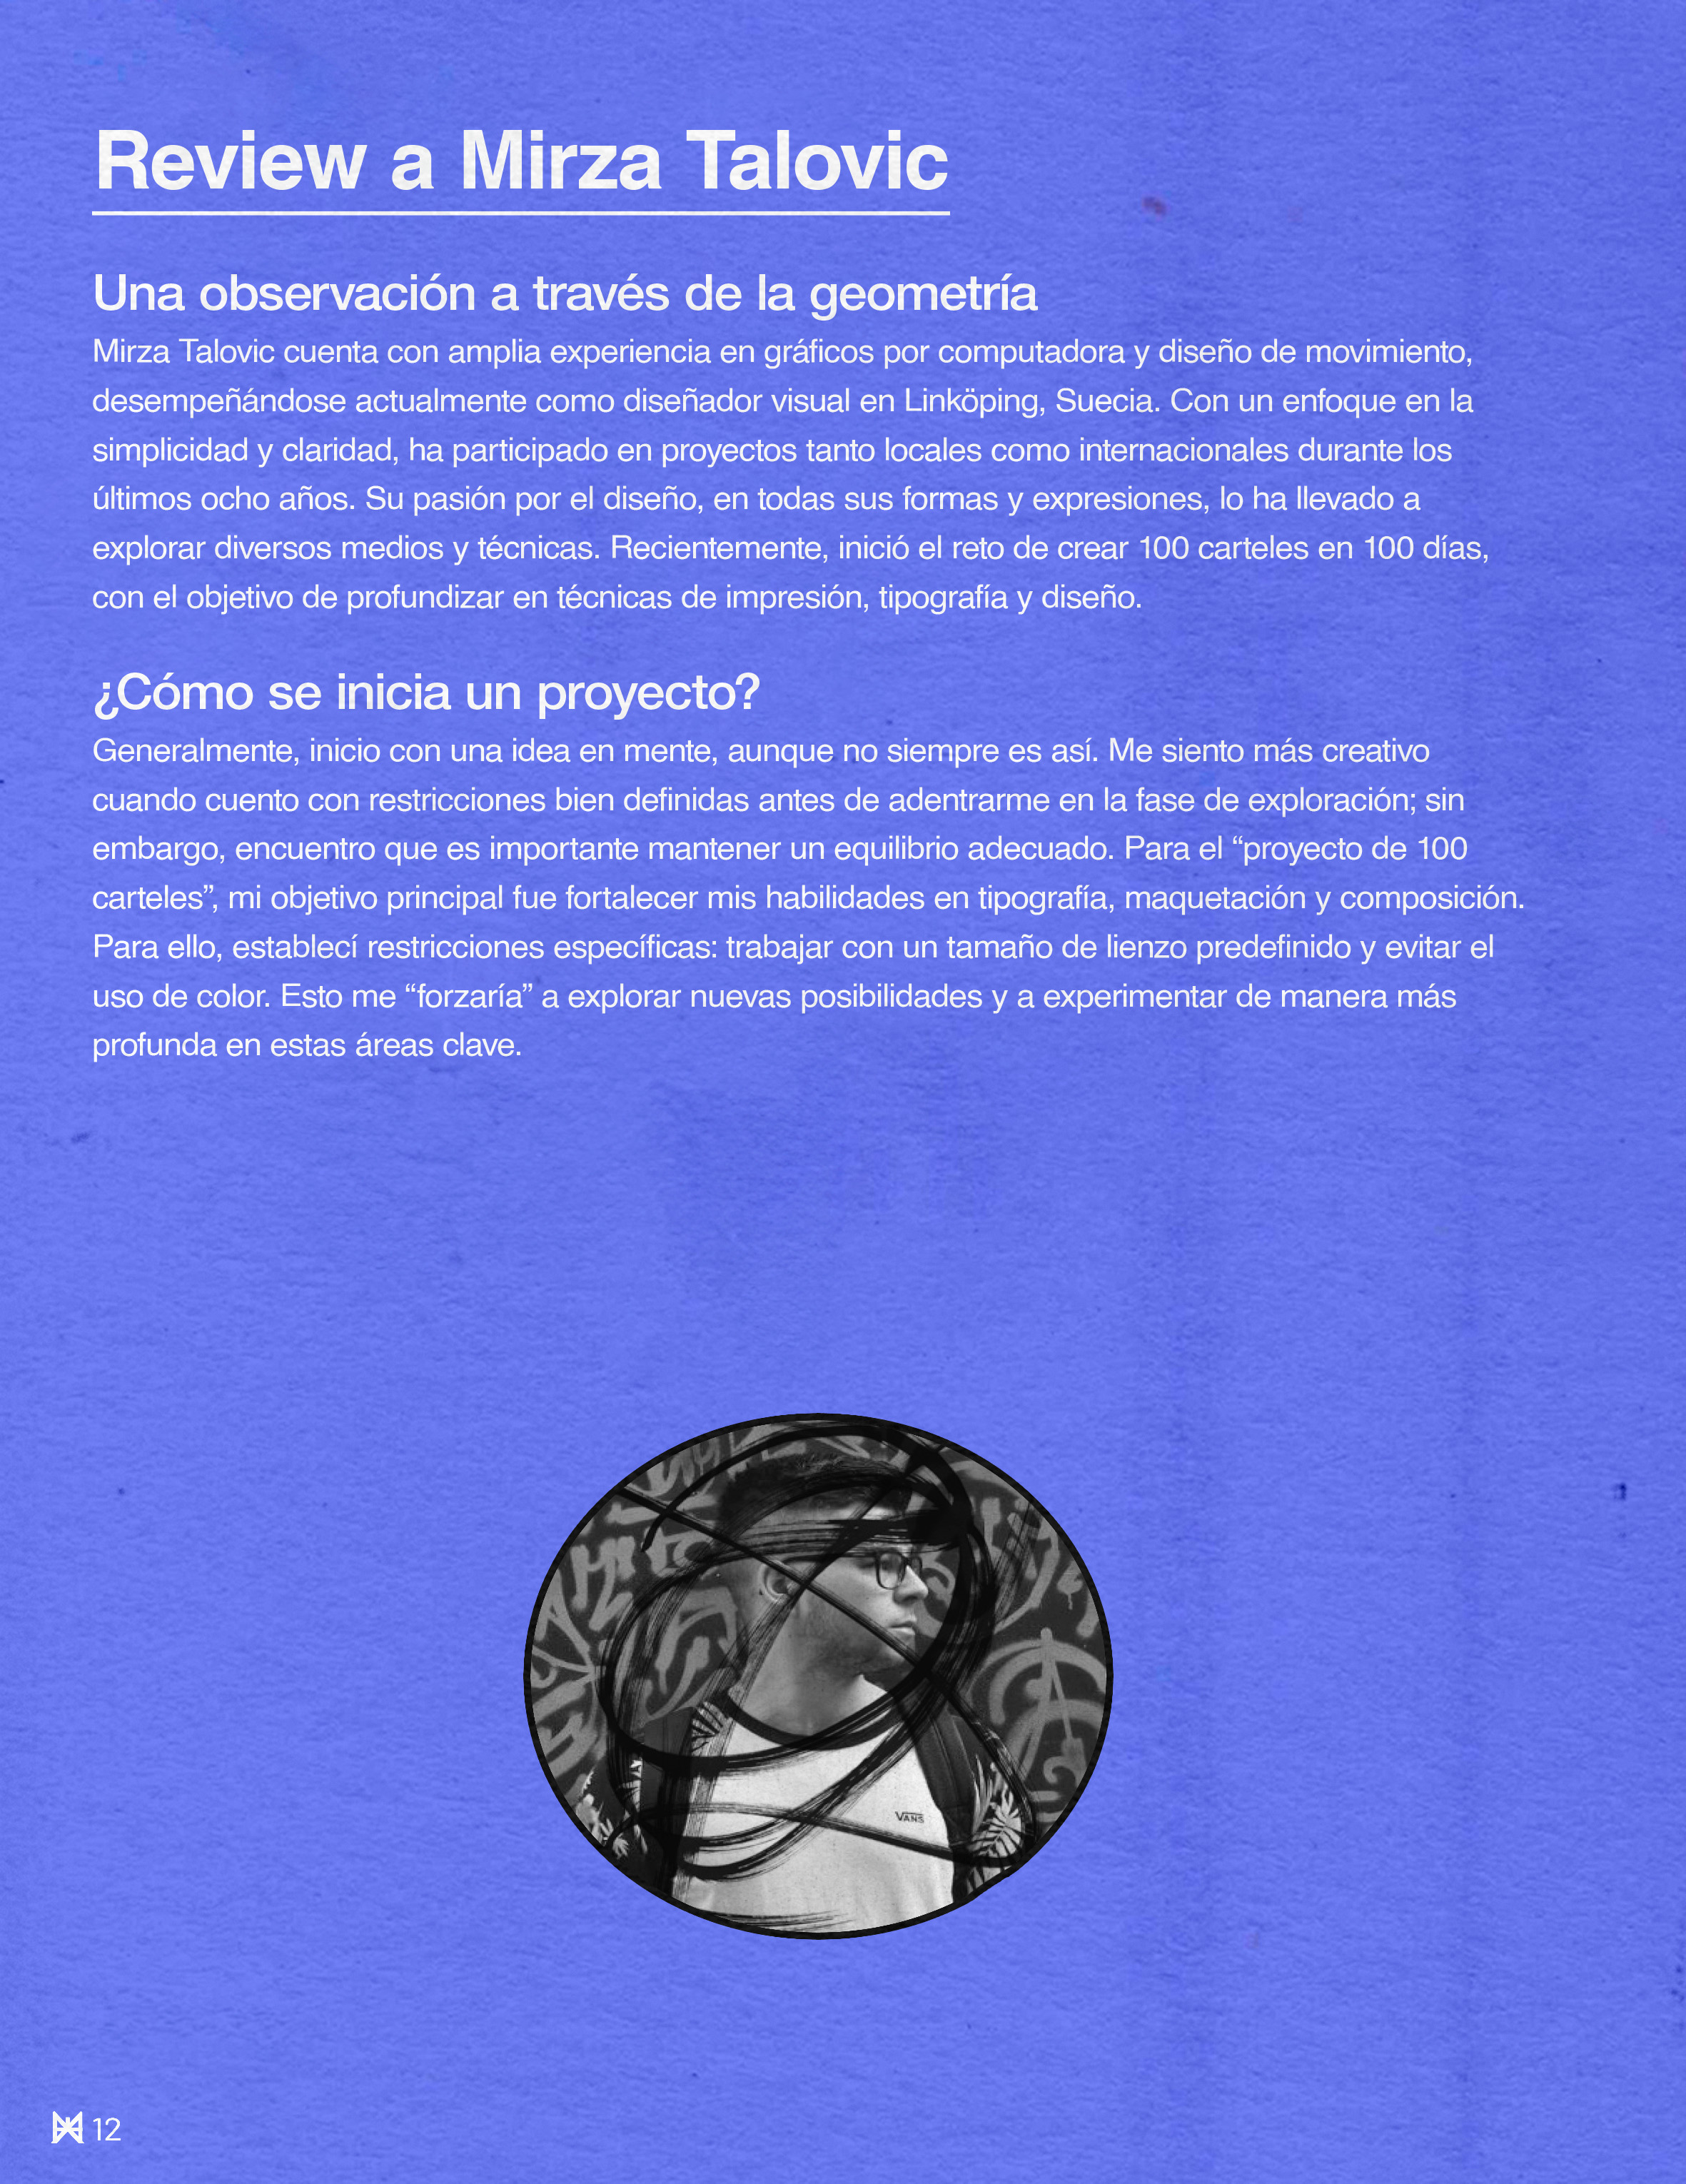 Review a Mirza Talovic
Una observación a través de la geometría
Mirza Talovic cuenta con amplia experiencia en gráficos por computadora y diseño de movimiento,
desempeñándose actualmente como diseñador visual en Linköping, Suecia. Con un enfoque en la
simplicidad y claridad, ha participado en proyectos tanto locales como internacionales durante los
últimos ocho años. Su pasión por el diseño, en todas sus formas y expresiones, lo ha llevado a
explorar diversos medios y técnicas. Recientemente, inició el reto de crear 100 carteles en 100 días,
con el objetivo de profundizar en técnicas de impresión, tipografía y diseño.
¿Cómo se inicia un proyecto?
Generalmente, inicio con una idea en mente, aunque no siempre es así. Me siento más creativo
cuando cuento con restricciones bien definidas antes de adentrarme en la fase de exploración; sin
embargo, encuentro que es importante mantener un equilibrio adecuado. Para el “proyecto de 100
carteles”, mi objetivo principal fue fortalecer mis habilidades en tipografía, maquetación y composición.
Para ello, establecí restricciones específicas: trabajar con un tamaño de lienzo predefinido y evitar el
uso de color. Esto me “forzaría” a explorar nuevas posibilidades y a experimentar de manera más
profunda en estas áreas clave.
VANS
12